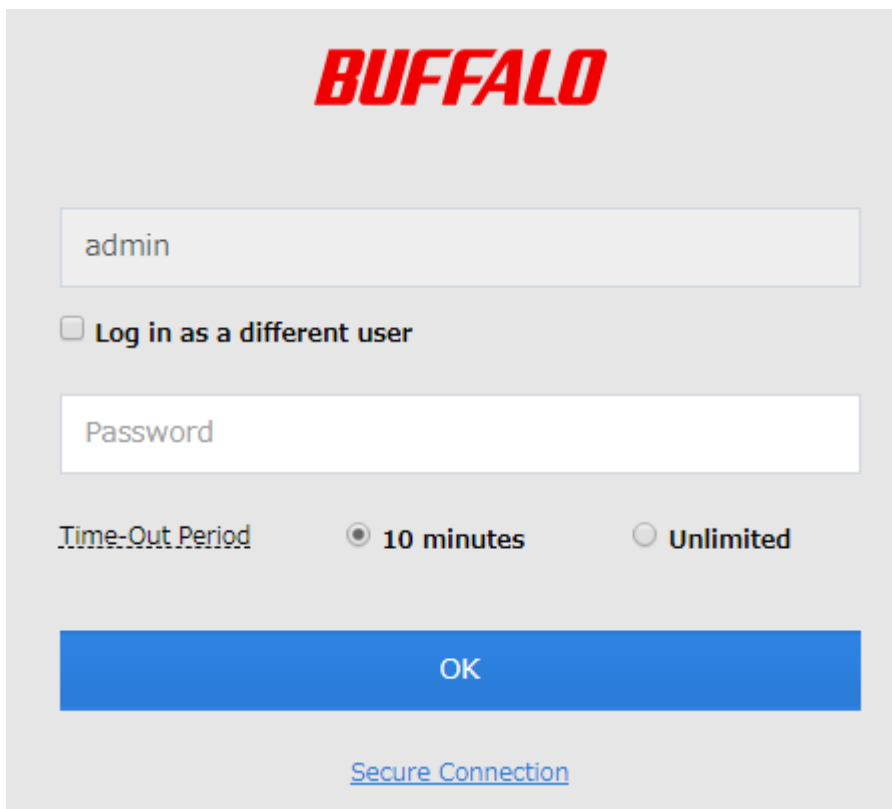 BUFFALO
admin
Log in as a different user
Password
Time-Out Period 10 minutes Unlimited
OK
Secure Connection